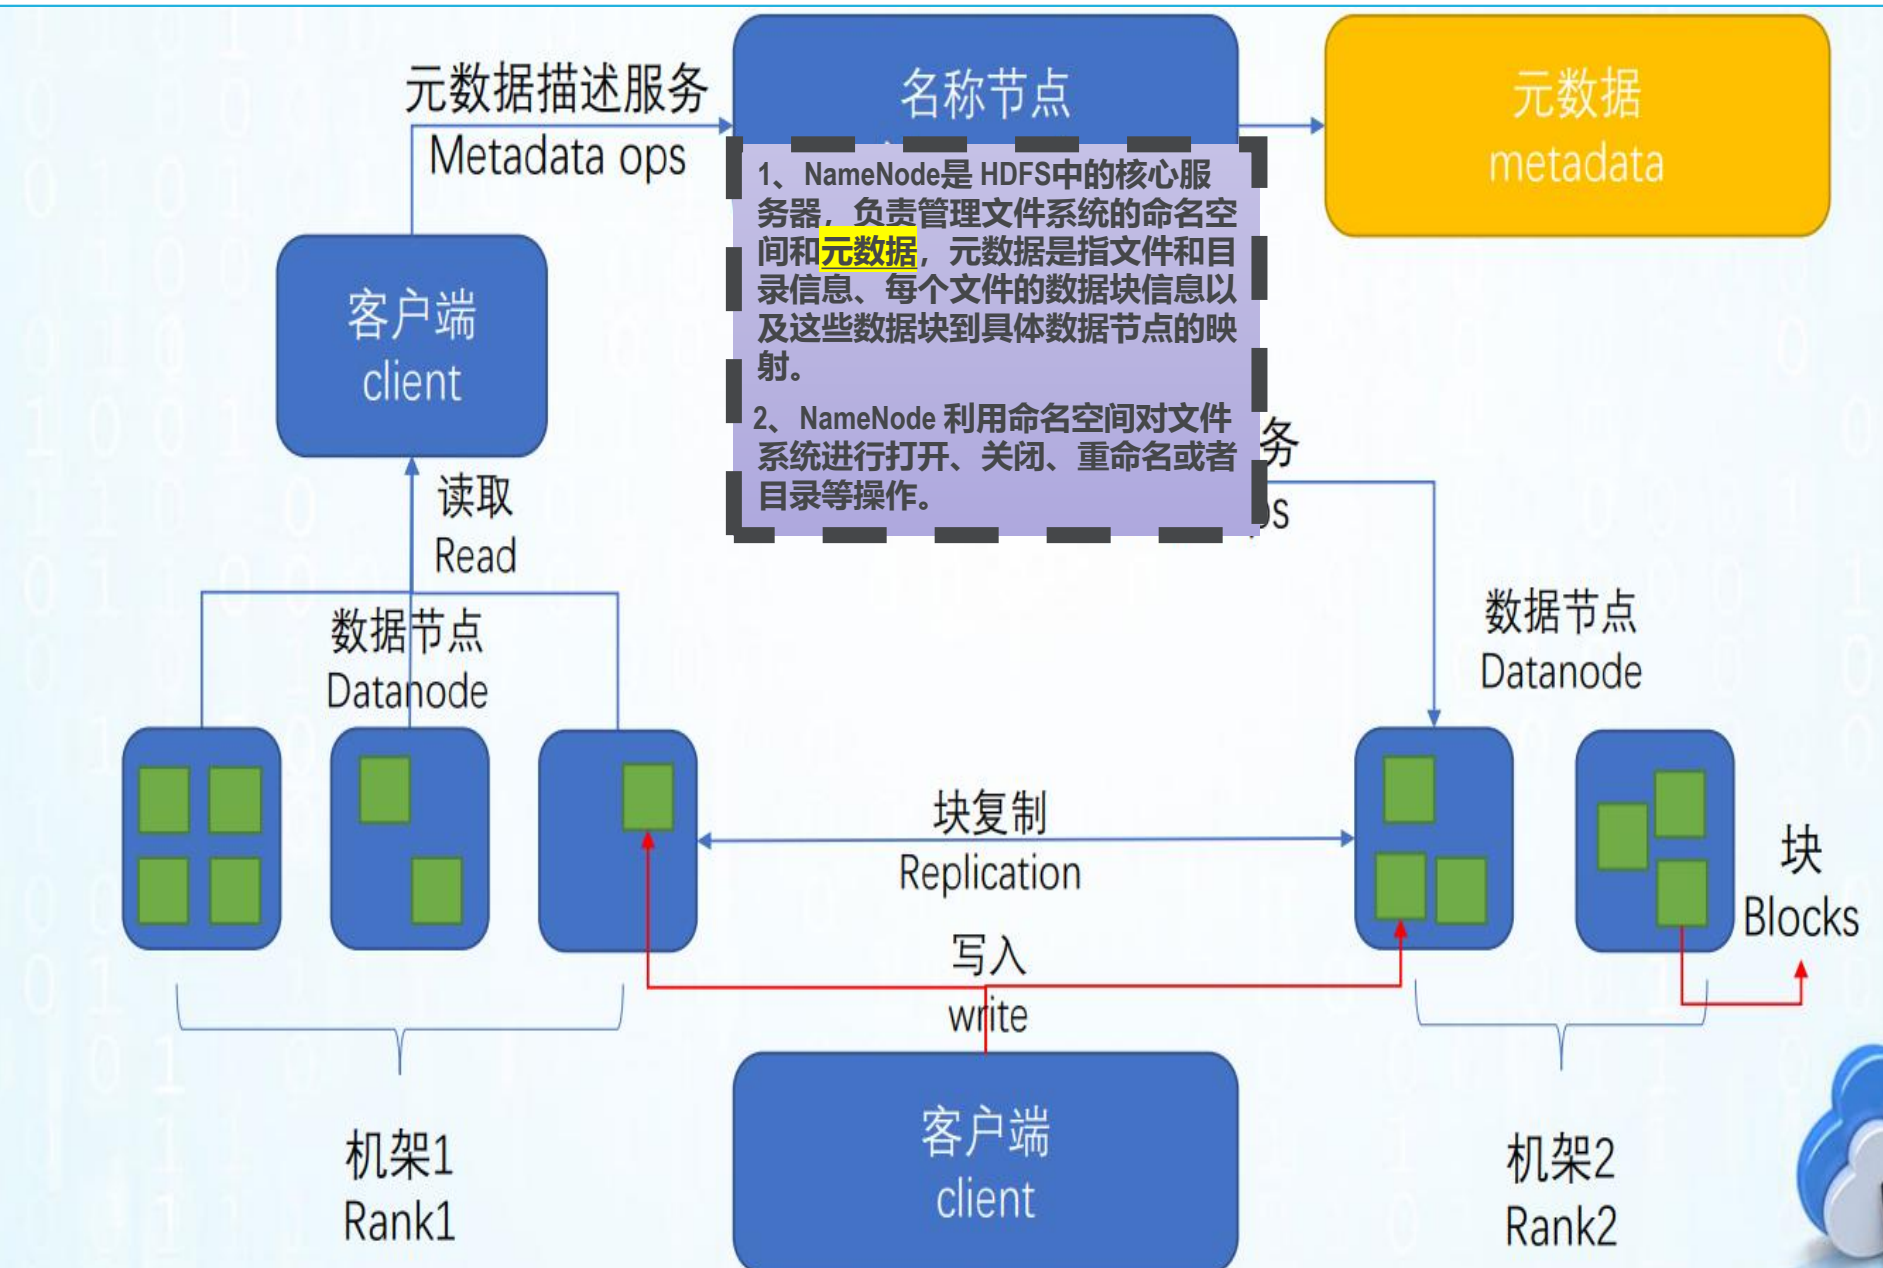 元数据描述服务
Metadata ops
名称节点
元数据
metadata
1、NameNode是 HDFS中的核心服
务器，负责管理文件系统的命名空
间和元数据，元数据是指文件和目
录信息、每个文件的数据块信息以
及这些数据块到具体数据节点的映
射。
2、NameNode 利用命名空间对文件
系统进行打开、关闭、重命名或者
目录等操作。
务
客户端
client
读取
Read
数据节点
Datanode
数据节点
Datanode
块复制
Replication
块
Blocks
写入
write
机架1
Rank1
客户端
client
机架2
Rank2